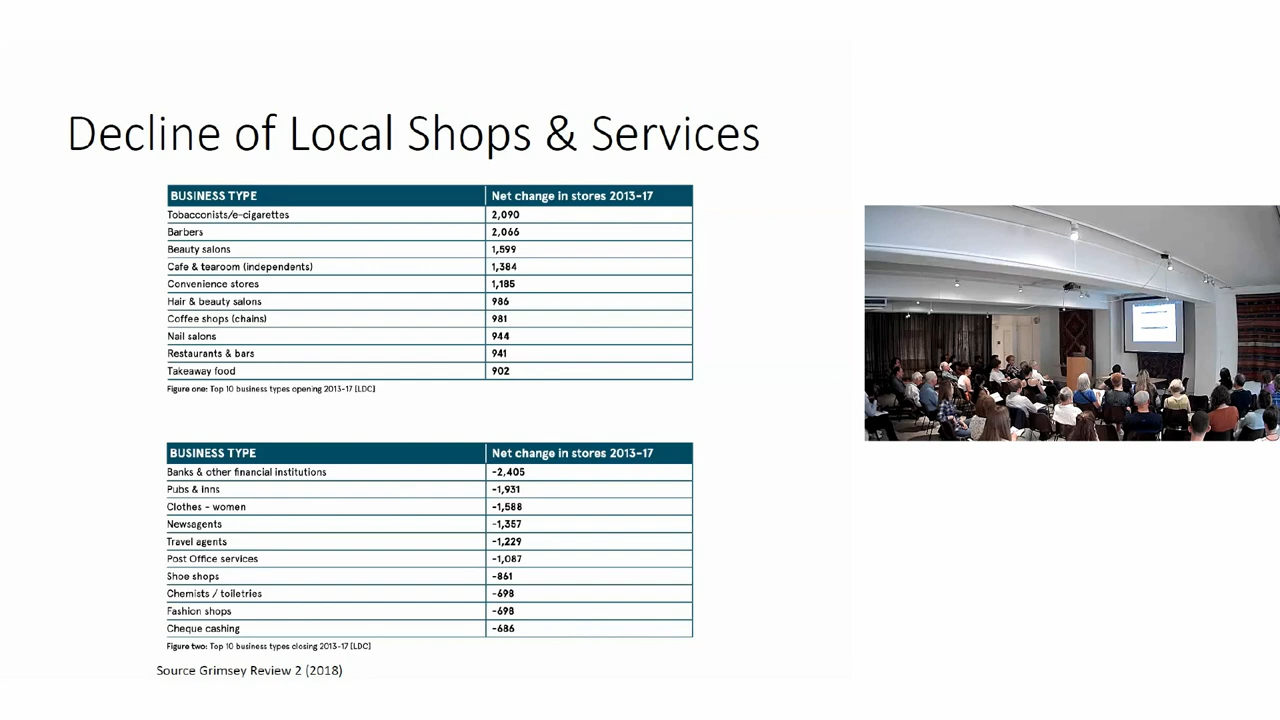 Decline of Local Shops & Services
BUSINESS TYPE Net change in stores 2013-17
Tobacconists/e-cigarettes 2,090
Barbers 2,066
Beauty salons 1,599
Cafe & tearoom (independents) 1,384
Convenience stores 1,185
Hair & beauty salons 986
Coffee shops (chains) 981
Nail salons 944
Restaurants & bars 941
Takeaway food 902
Figure one: Top 10 business types opening 2013-17 [LDC]
BUSINESS TYPE Net change in stores 2013-17
Banks & other financial institutions -2,405
Pubs & inns -1,931
Clothes - women -1,588
Newsagents -1,357
Travel agents -1,229
Post Office services -1,087
Shoe shops -861
Chemists / toiletries -698
Fashion shops -698
Cheque cashing -686
Figure two: Top 10 business types closing 2013-17 [LDC]
Source Grimsey Review 2 (2018)